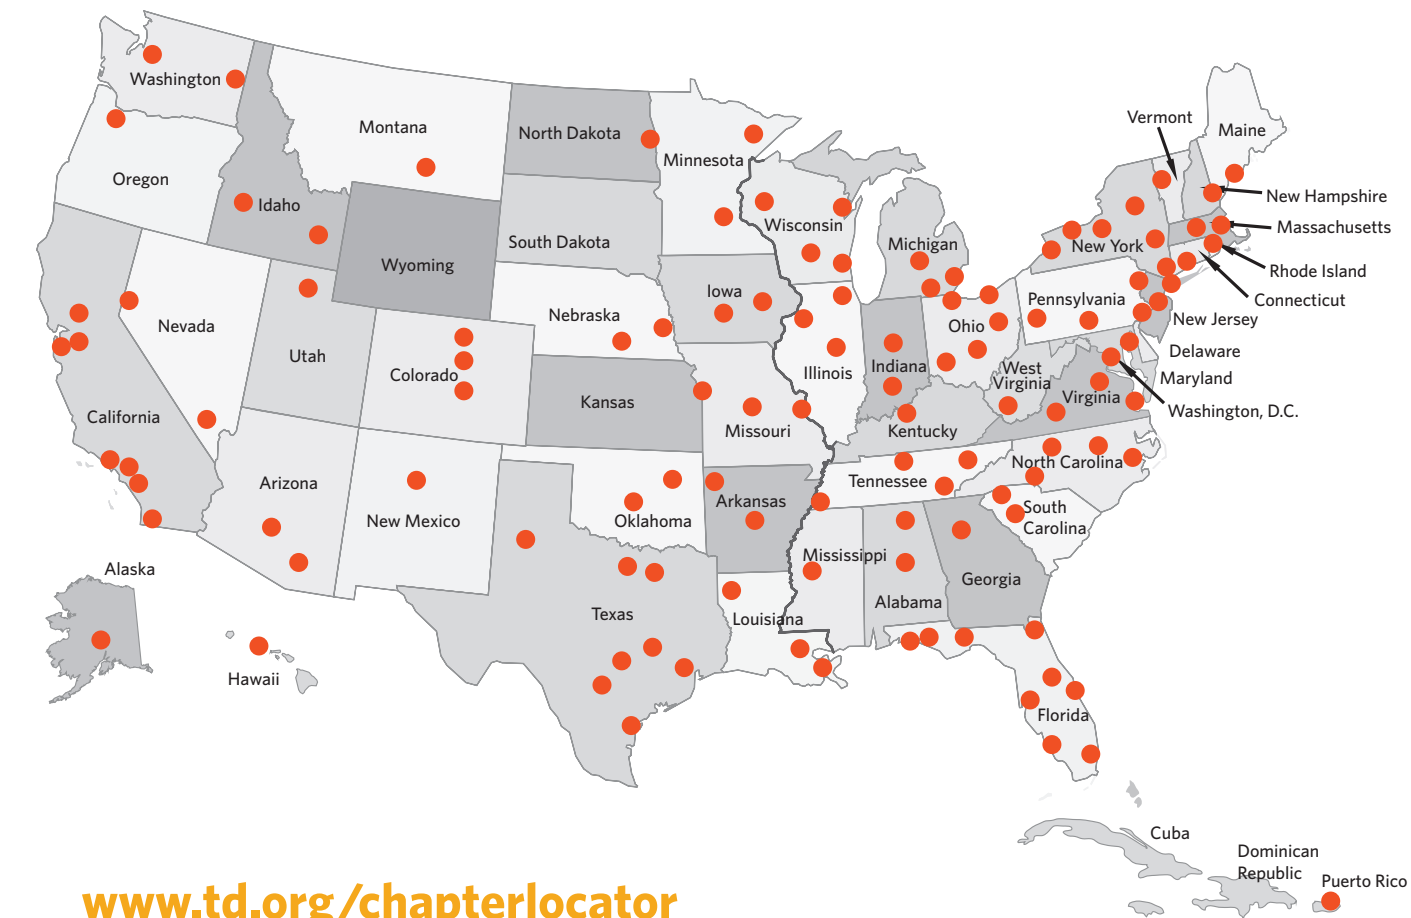 Washington
Montana
North Dakota
Minnesota
Vermont
Maine
Oregon
Idaho
New Hampshire
Wisconsin
Massachusetts
South Dakota
Michigan
New York
Wyoming
Rhode Island
Iowa
Pennsylvania
Connecticut
Nebraska
Nevada
Ohio
New Jersey
Utah
Colorado
Illinois
Indiana
West
Virginia
Delaware
Maryland
Kansas
Virginia
Washington, D.C.
California
Missouri
Kentucky
North Carolina
Arizona
Tennessee
New Mexico
Oklahoma
Arkansas
South
Carolina
Mississippi
Alaska
Georgia
Texas
Louisiana
Alabama
Hawaii
Florida
Cuba
Dominican
Republic
Puerto Rico
www.td.org/chapterlocator